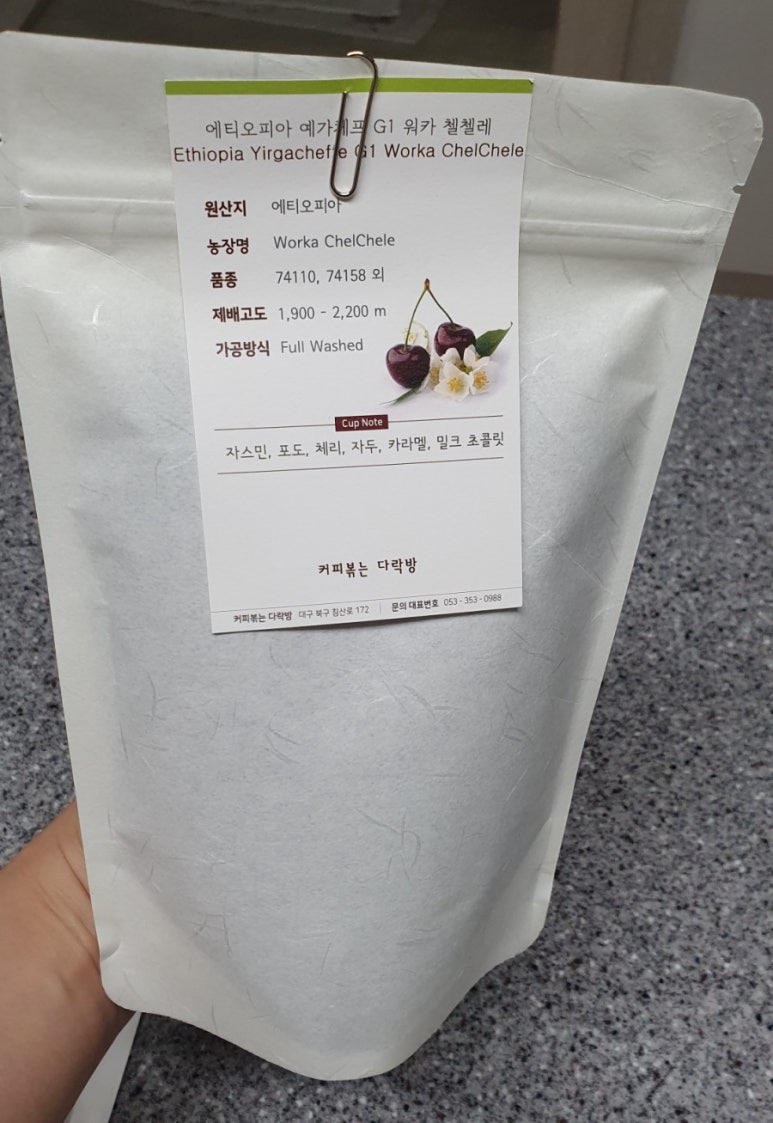 에티오피아 예가체프 G1 워카 첼첼레
Ethiopia Yirgacheffe G1 Worka ChelChele
원산지 에티오피아
농장명 Worka ChelChele
품종 74110, 74158 외
재배고도 1,900 - 2,200 m
가공방식 Full Washed
Cup Note
자스민, 포도, 체리, 자두, 카라멜, 밀크 초콜릿
커피볶는 다락방
커피볶는 다락방 대구 북구 침산로 172 문의 대표번호 053 - 353 - 0988